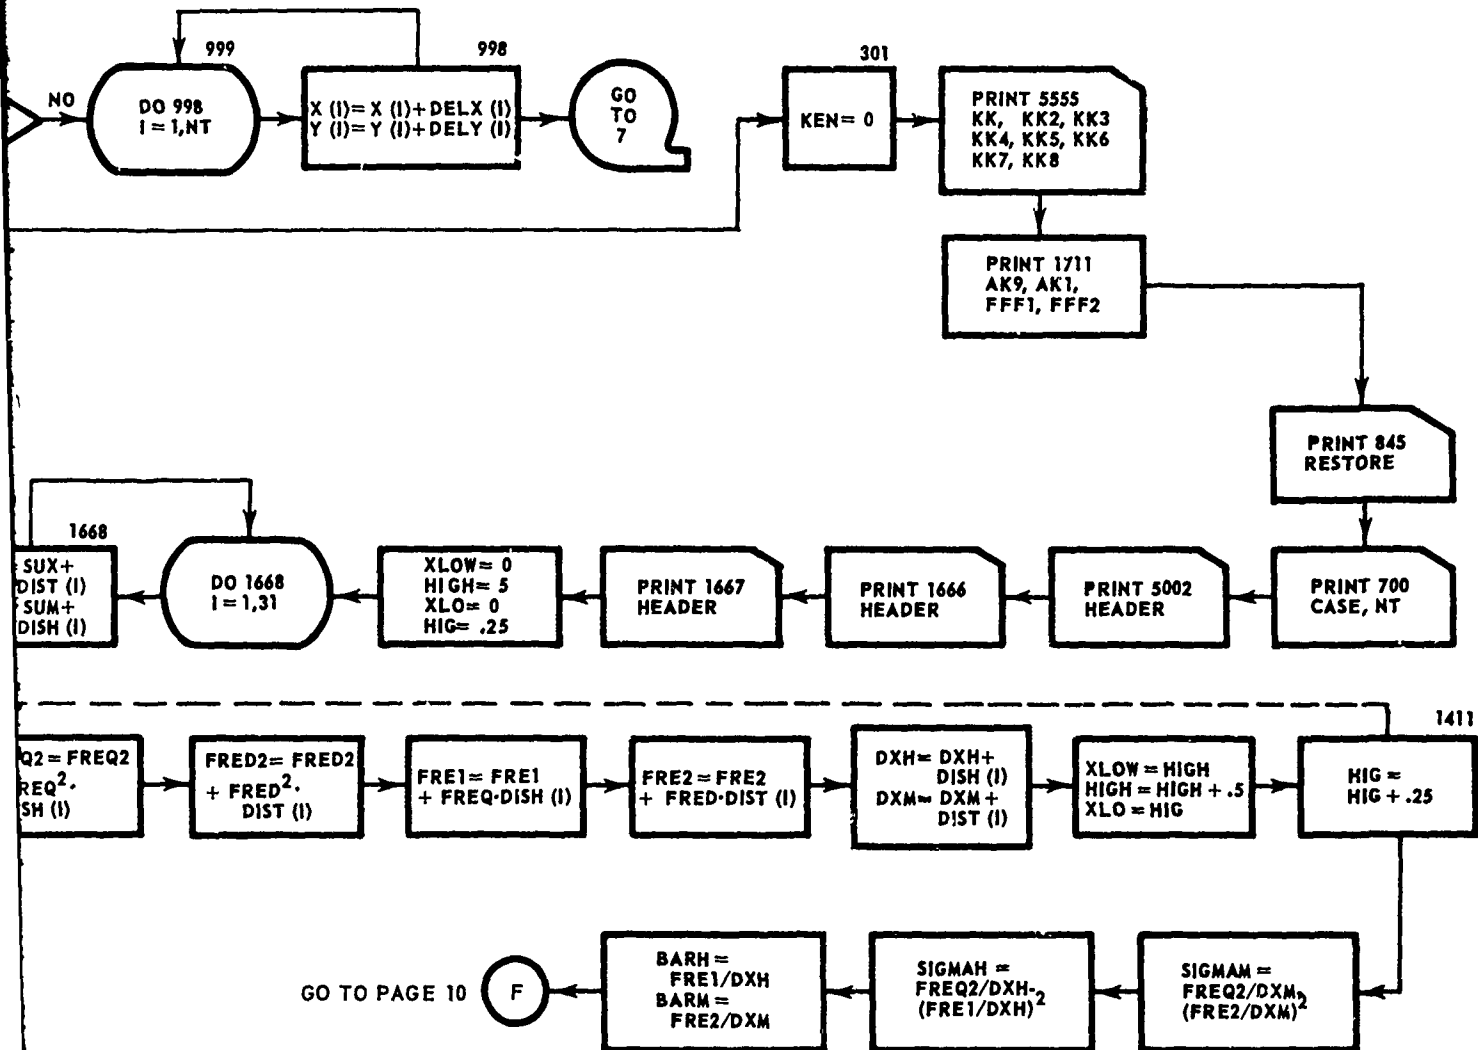 NO
999
DO 998
I = 1,NT
998
X (I)= X (I)+ DELX (I)
Y (I)= Y (I)+ DELY (I)
GO
TO
7
301
KEN= 0
PRINT 5555
KK, KK2, KK3
KK4, KK5, KK6
KK7, KK8
PRINT 1711
AK9, AK1,
FFF1, FFF2
PRINT 845
RESTORE
1668
SUX+
DIST (I)
SUM+
DISH (I)
DO 1668
I = 1,31
XLOW= 0
HIGH= 5
XLO= 0
HIG= .25
PRINT 1667
HEADER
PRINT 1666
HEADER
PRINT 5002
HEADER
PRINT 700
CASE, NT
Q2 = FREQ2
REQ²·
SH (I)
FRED2= FRED2
+ FRED²·
DIST (I)
FRE1= FRE1
+ FREQ·DISH (I)
FRE2 = FRE2
+ FRED·DIST (I)
DXH= DXH+
DISH (I)
DXM= DXM+
DIST (I)
XLOW = HIGH
HIGH = HIGH + .5
XLO = HIG
1411
HIG =
HIG + .25
GO TO PAGE 10
F
BARH =
FRE1/DXH
BARM =
FRE2/DXM
SIGMAH =
FREQ2/DXH-
(FRE1/DXH)²
SIGMAM =
FREQ2/DXM-
(FRE2/DXM)²